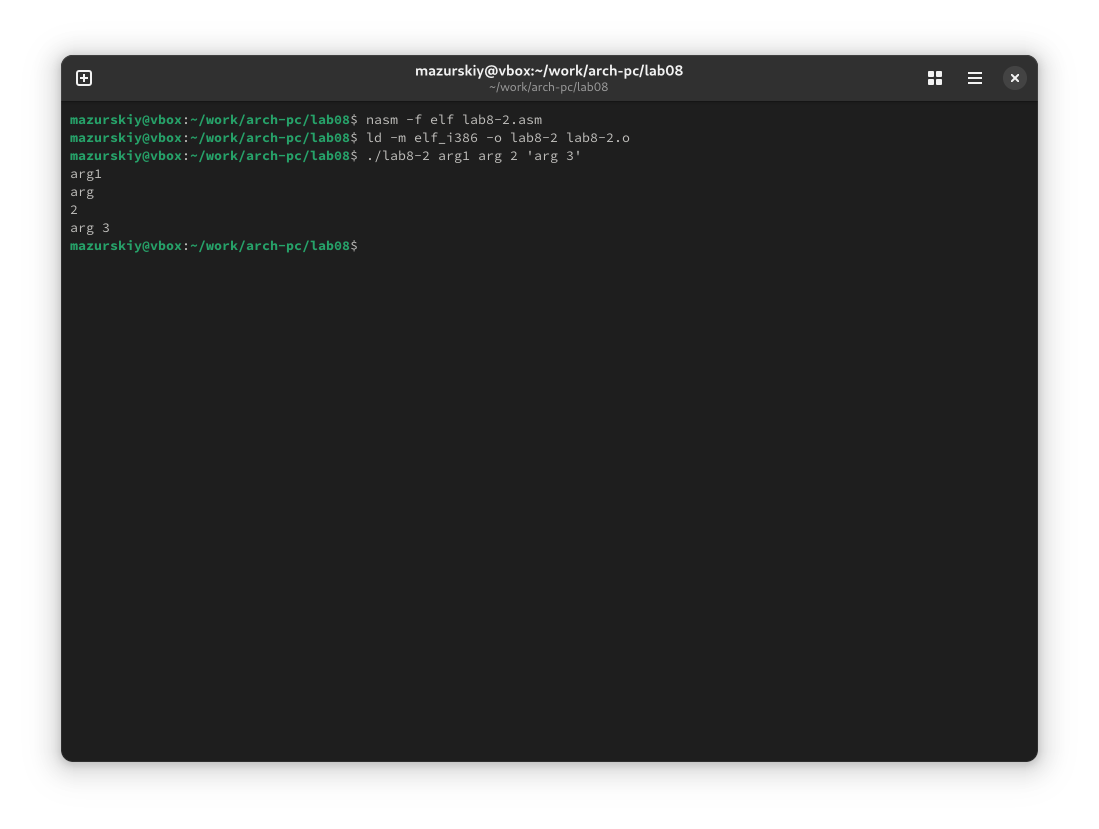 mazurskiy@vbox:~/work/arch-pc/lab08
~/work/arch-pc/lab08
mazurskiy@vbox:~/work/arch-pc/lab08$ nasm -f elf lab8-2.asm
mazurskiy@vbox:~/work/arch-pc/lab08$ ld -m elf_i386 -o lab8-2 lab8-2.o
mazurskiy@vbox:~/work/arch-pc/lab08$ ./lab8-2 arg1 arg 2 'arg 3'
arg1
arg
2
arg 3
mazurskiy@vbox:~/work/arch-pc/lab08$